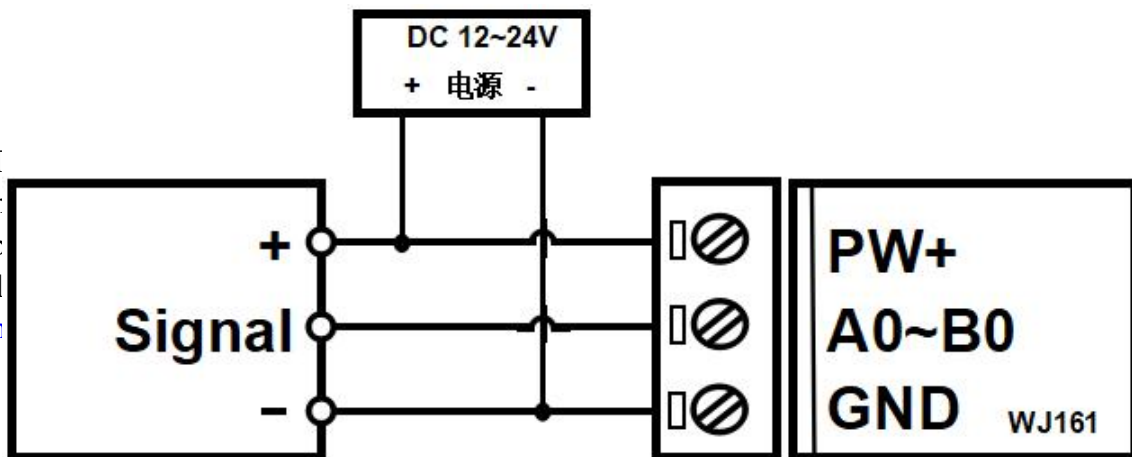 DC 12~24V
+ 电源 -
+
Signal
-
PW+
A0~B0
GND
WJ161